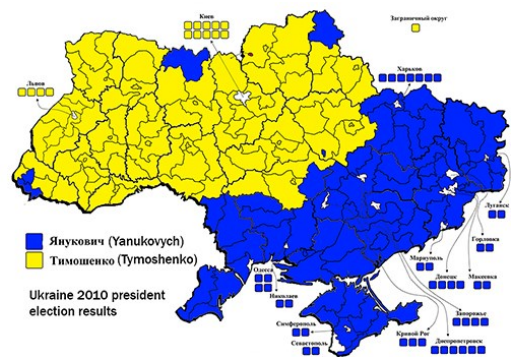 Киев
Заграничный округ
Львов
Харьков
Луганск
Горловка
Мариуполь
Донецк
Макеевка
Одесса
Николаев
Запорожье
Симферополь
Кривой Рог
Днепропетровск
Севастополь
Янукович (Yanukovych)
Тимошенко (Tymoshenko)
Ukraine 2010 president
election results